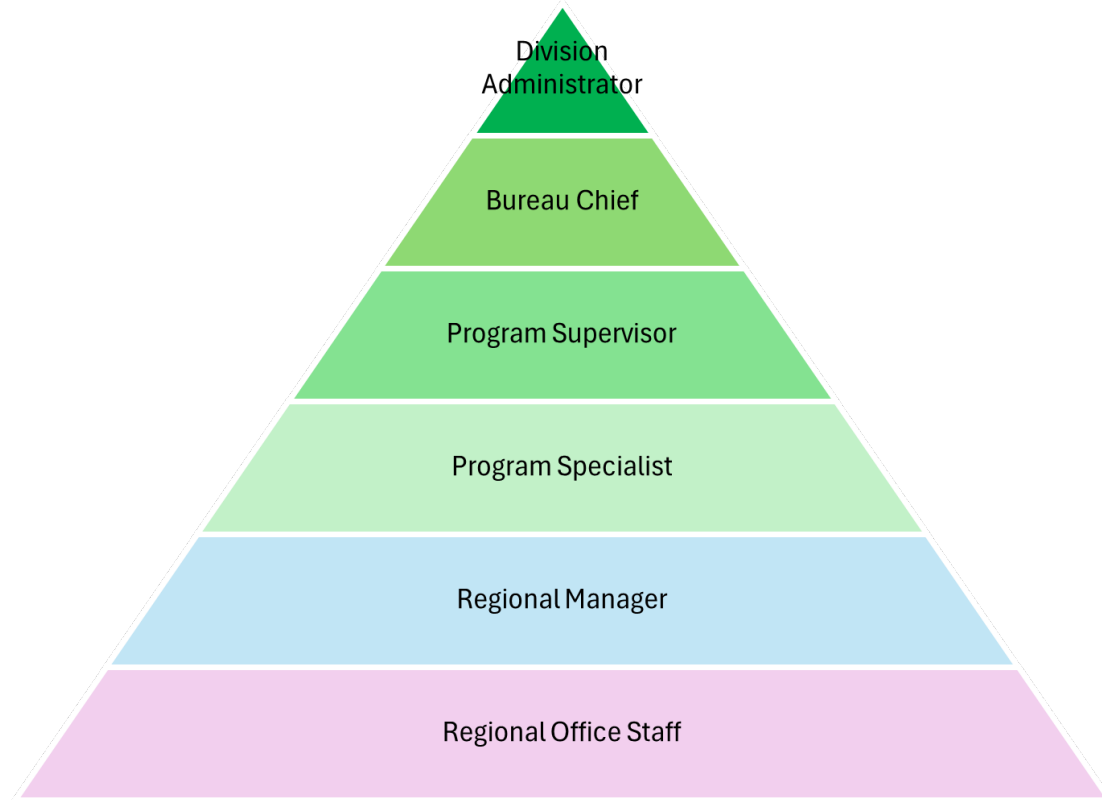 Division
Administrator
Bureau Chief
Program Supervisor
Program Specialist
Regional Manager
Regional Office Staff